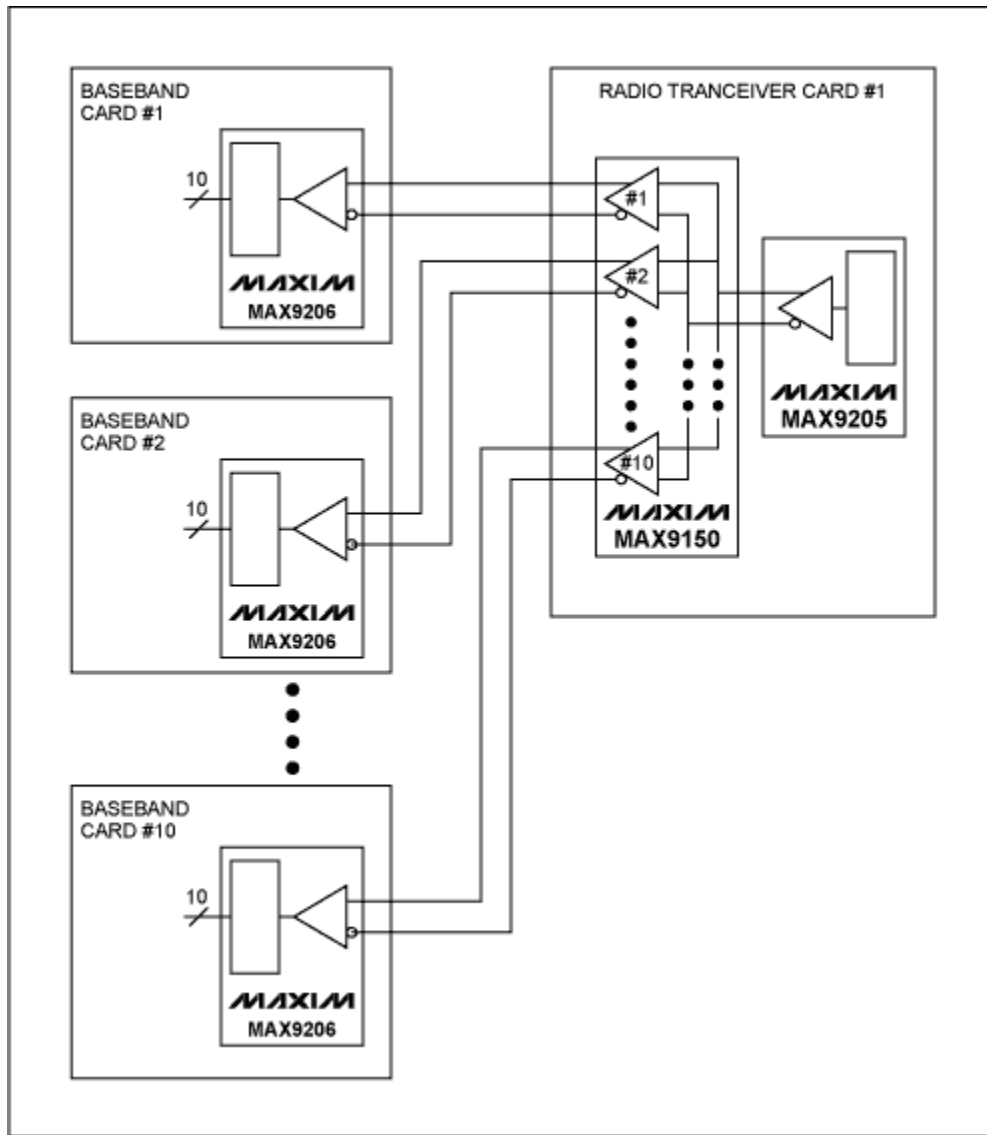 BASEBAND
CARD #1
10
MAXIM
MAX9206
BASEBAND
CARD #2
10
MAXIM
MAX9206
BASEBAND
CARD #10
10
MAXIM
MAX9206
RADIO TRANCEIVER CARD #1
#1
#2
#10
MAXIM
MAX9150
MAXIM
MAX9205